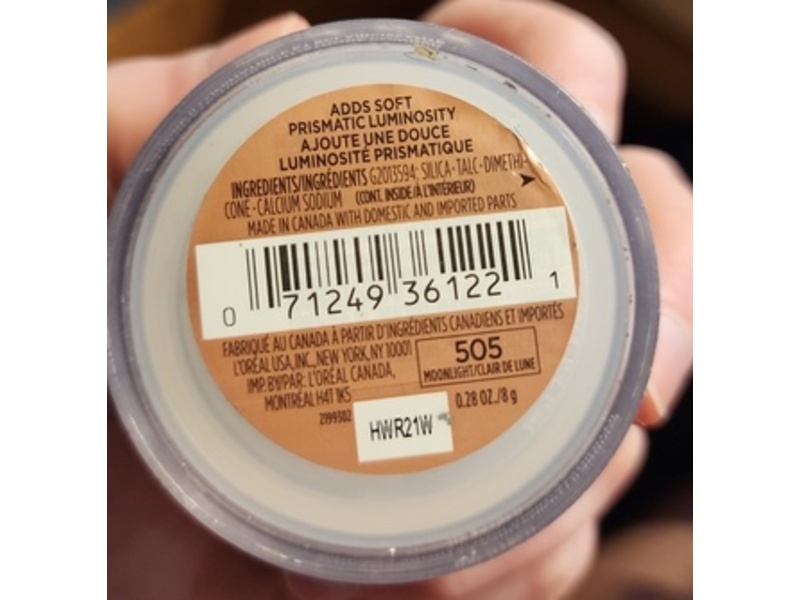 ADDS SOFT
PRISMATIC LUMINOSITY
AJOUTE UNE DOUCE
LUMINOSITÉ PRISMATIQUE
INGREDIENTS/INGRÉDIENTS G2013594: SILICA • TALC • DIMETHI-
CONE • CALCIUM SODIUM (CONT. INSIDE/À L'INTÉRIEUR)
MADE IN CANADA WITH DOMESTIC AND IMPORTED PARTS
0 71249 36122 1
FABRIQUÉ AU CANADA À PARTIR D'INGRÉDIENTS CANADIENS ET IMPORTÉS
L'ORÉAL USA, INC., NEW YORK, NY 10001
IMP. BY/PAR: L'ORÉAL CANADA,
MONTRÉAL H4T 1K5
505
MOONLIGHT/CLAIR DE LUNE
2199302
HWR21W
0.28 OZ./8 g